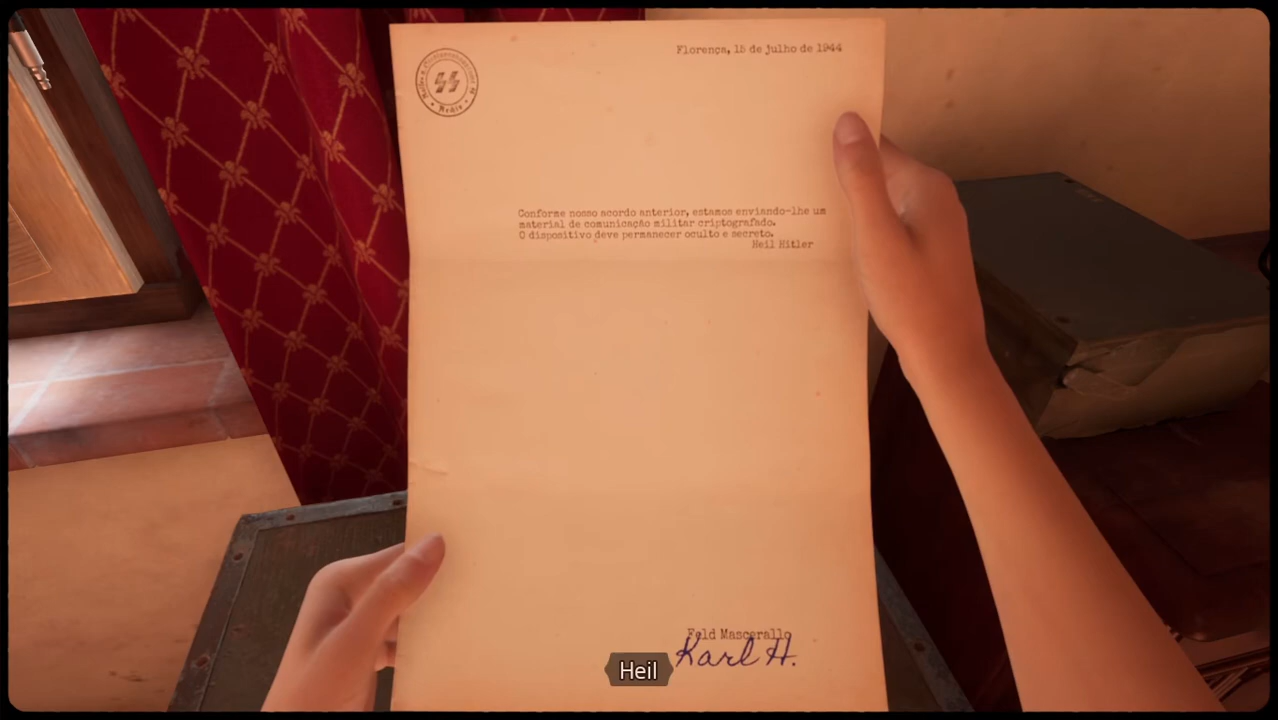 Florença, 15 de julho de 1944
Conforme nosso acordo anterior, estamos enviando-lhe um
material de comunicação militar criptografado.
O dispositivo deve permanecer oculto e secreto.
Heil Hitler
Feld Mascerallo
Karl H.
Heil